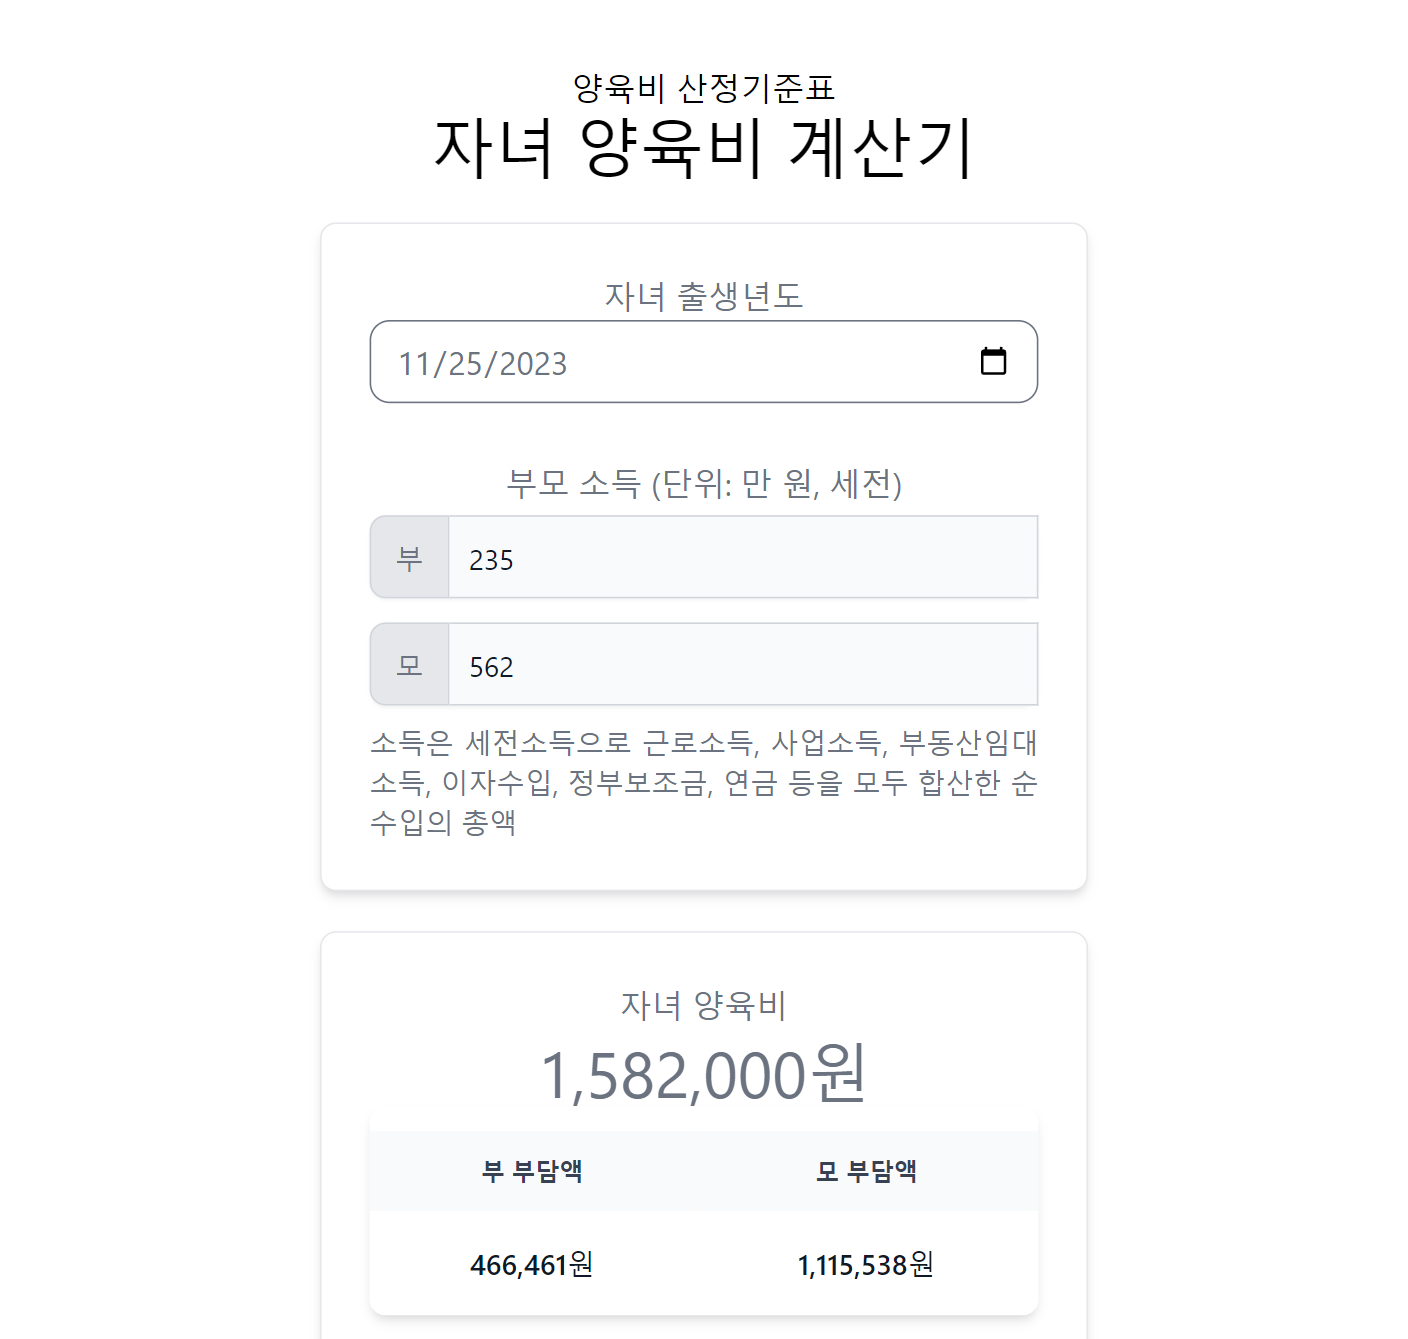 양육비 산정기준표
자녀 양육비 계산기
자녀 출생년도
11/25/2023
부모 소득 (단위: 만 원, 세전)
부 235
모 562
소득은 세전소득으로 근로소득, 사업소득, 부동산임대
소득, 이자수입, 정부보조금, 연금 등을 모두 합산한 순
수입의 총액
자녀 양육비
1,582,000원
부 부담액 모 부담액
466,461원 1,115,538원